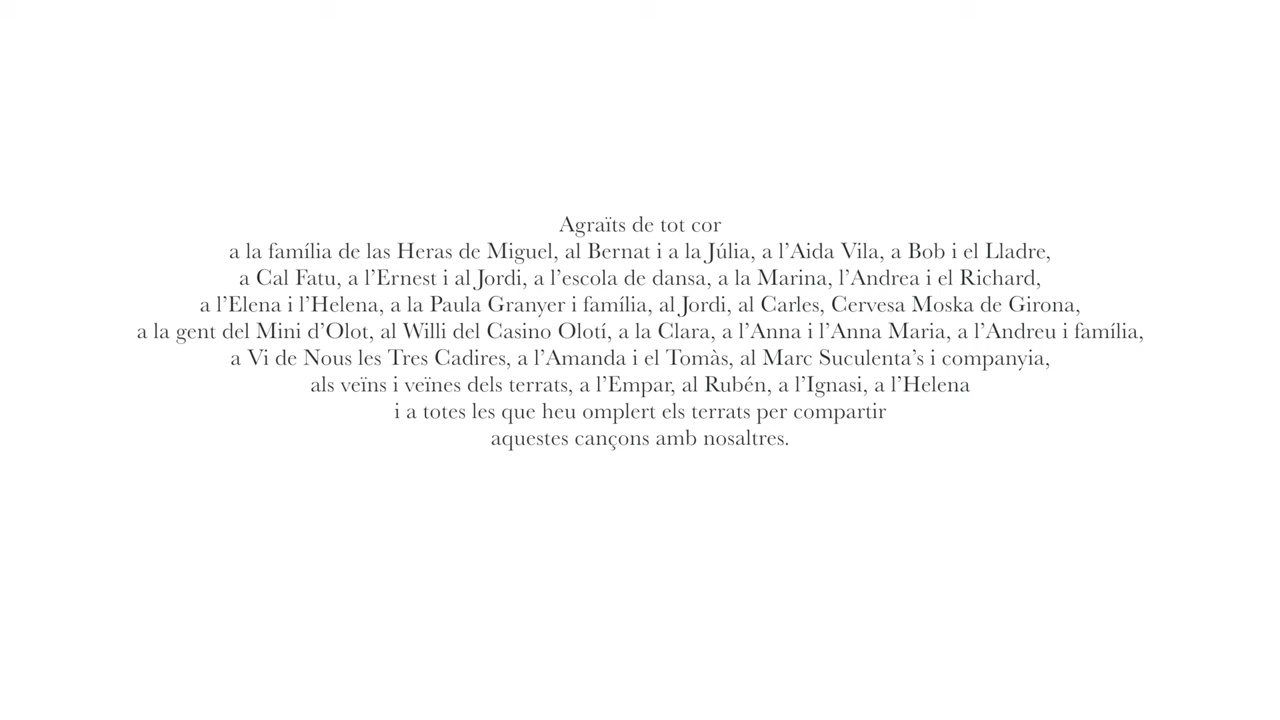 Agraïts de tot cor
a la família de las Heras de Miguel, al Bernat i a la Júlia, a l’Aida Vila, a Bob i el Lladre,
a Cal Fatu, a l’Ernest i al Jordi, a l’escola de dansa, a la Marina, l’Andrea i el Richard,
a l’Elena i l’Helena, a la Paula Granyer i família, al Jordi, al Carles, Cervesa Moska de Girona,
a la gent del Mini d’Olot, al Willi del Casino Olotí, a la Clara, a l’Anna i l’Anna Maria, a l’Andreu i família,
a Vi de Nous les Tres Cadires, a l’Amanda i el Tomàs, al Marc Suculenta’s i companyia,
als veïns i veïnes dels terrats, a l’Empar, al Rubén, a l’Ignasi, a l’Helena
i a totes les que heu omplert els terrats per compartir
aquestes cançons amb nosaltres.